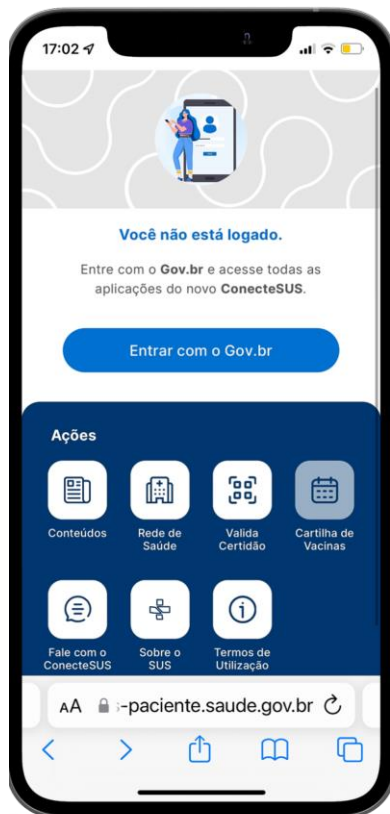 17:02
Você não está logado.
Entre com o Gov.br e acesse todas as
aplicações do novo ConecteSUS.
Entrar com o Gov.br
Ações
Conteúdos
Rede de
Saúde
Valida
Certidão
Cartilha de
Vacinas
Fale com o
ConecteSUS
Sobre o
SUS
Termos de
Utilização
AA -paciente.saude.gov.br